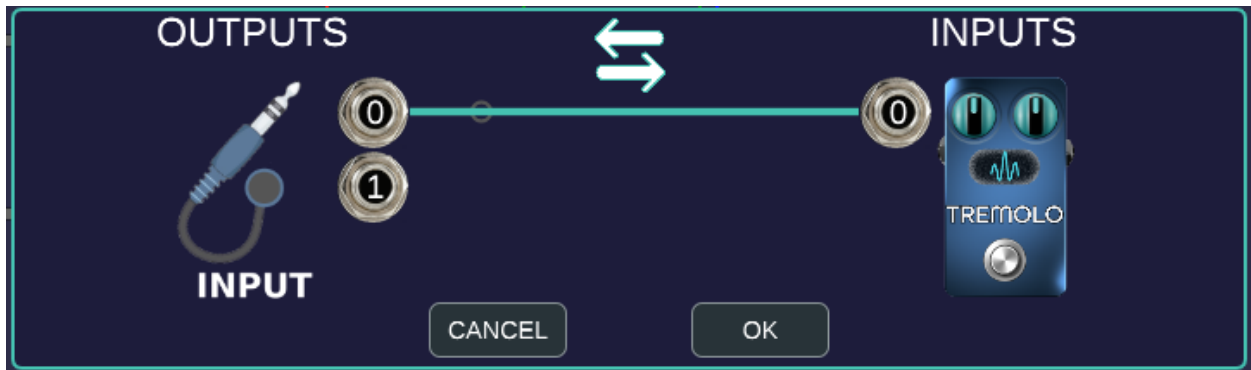 OUTPUTS
INPUTS
0
0
1
TREMOLO
INPUT
CANCEL
OK